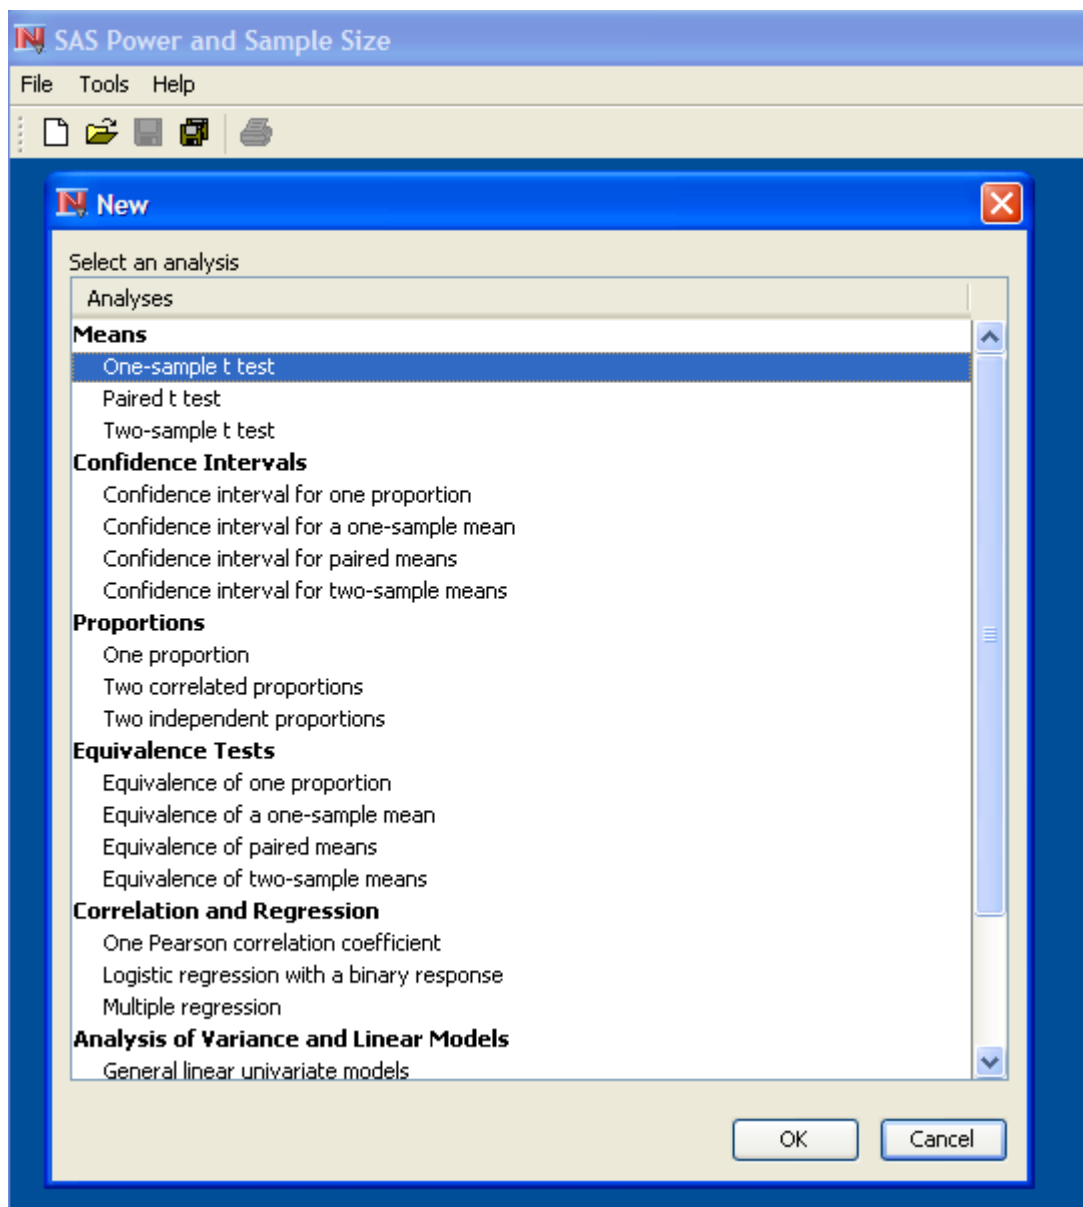 SAS Power and Sample Size
File Tools Help
New
Select an analysis
Analyses
Means
One-sample t test
Paired t test
Two-sample t test
Confidence Intervals
Confidence interval for one proportion
Confidence interval for a one-sample mean
Confidence interval for paired means
Confidence interval for two-sample means
Proportions
One proportion
Two correlated proportions
Two independent proportions
Equivalence Tests
Equivalence of one proportion
Equivalence of a one-sample mean
Equivalence of paired means
Equivalence of two-sample means
Correlation and Regression
One Pearson correlation coefficient
Logistic regression with a binary response
Multiple regression
Analysis of Variance and Linear Models
General linear univariate models
OK Cancel